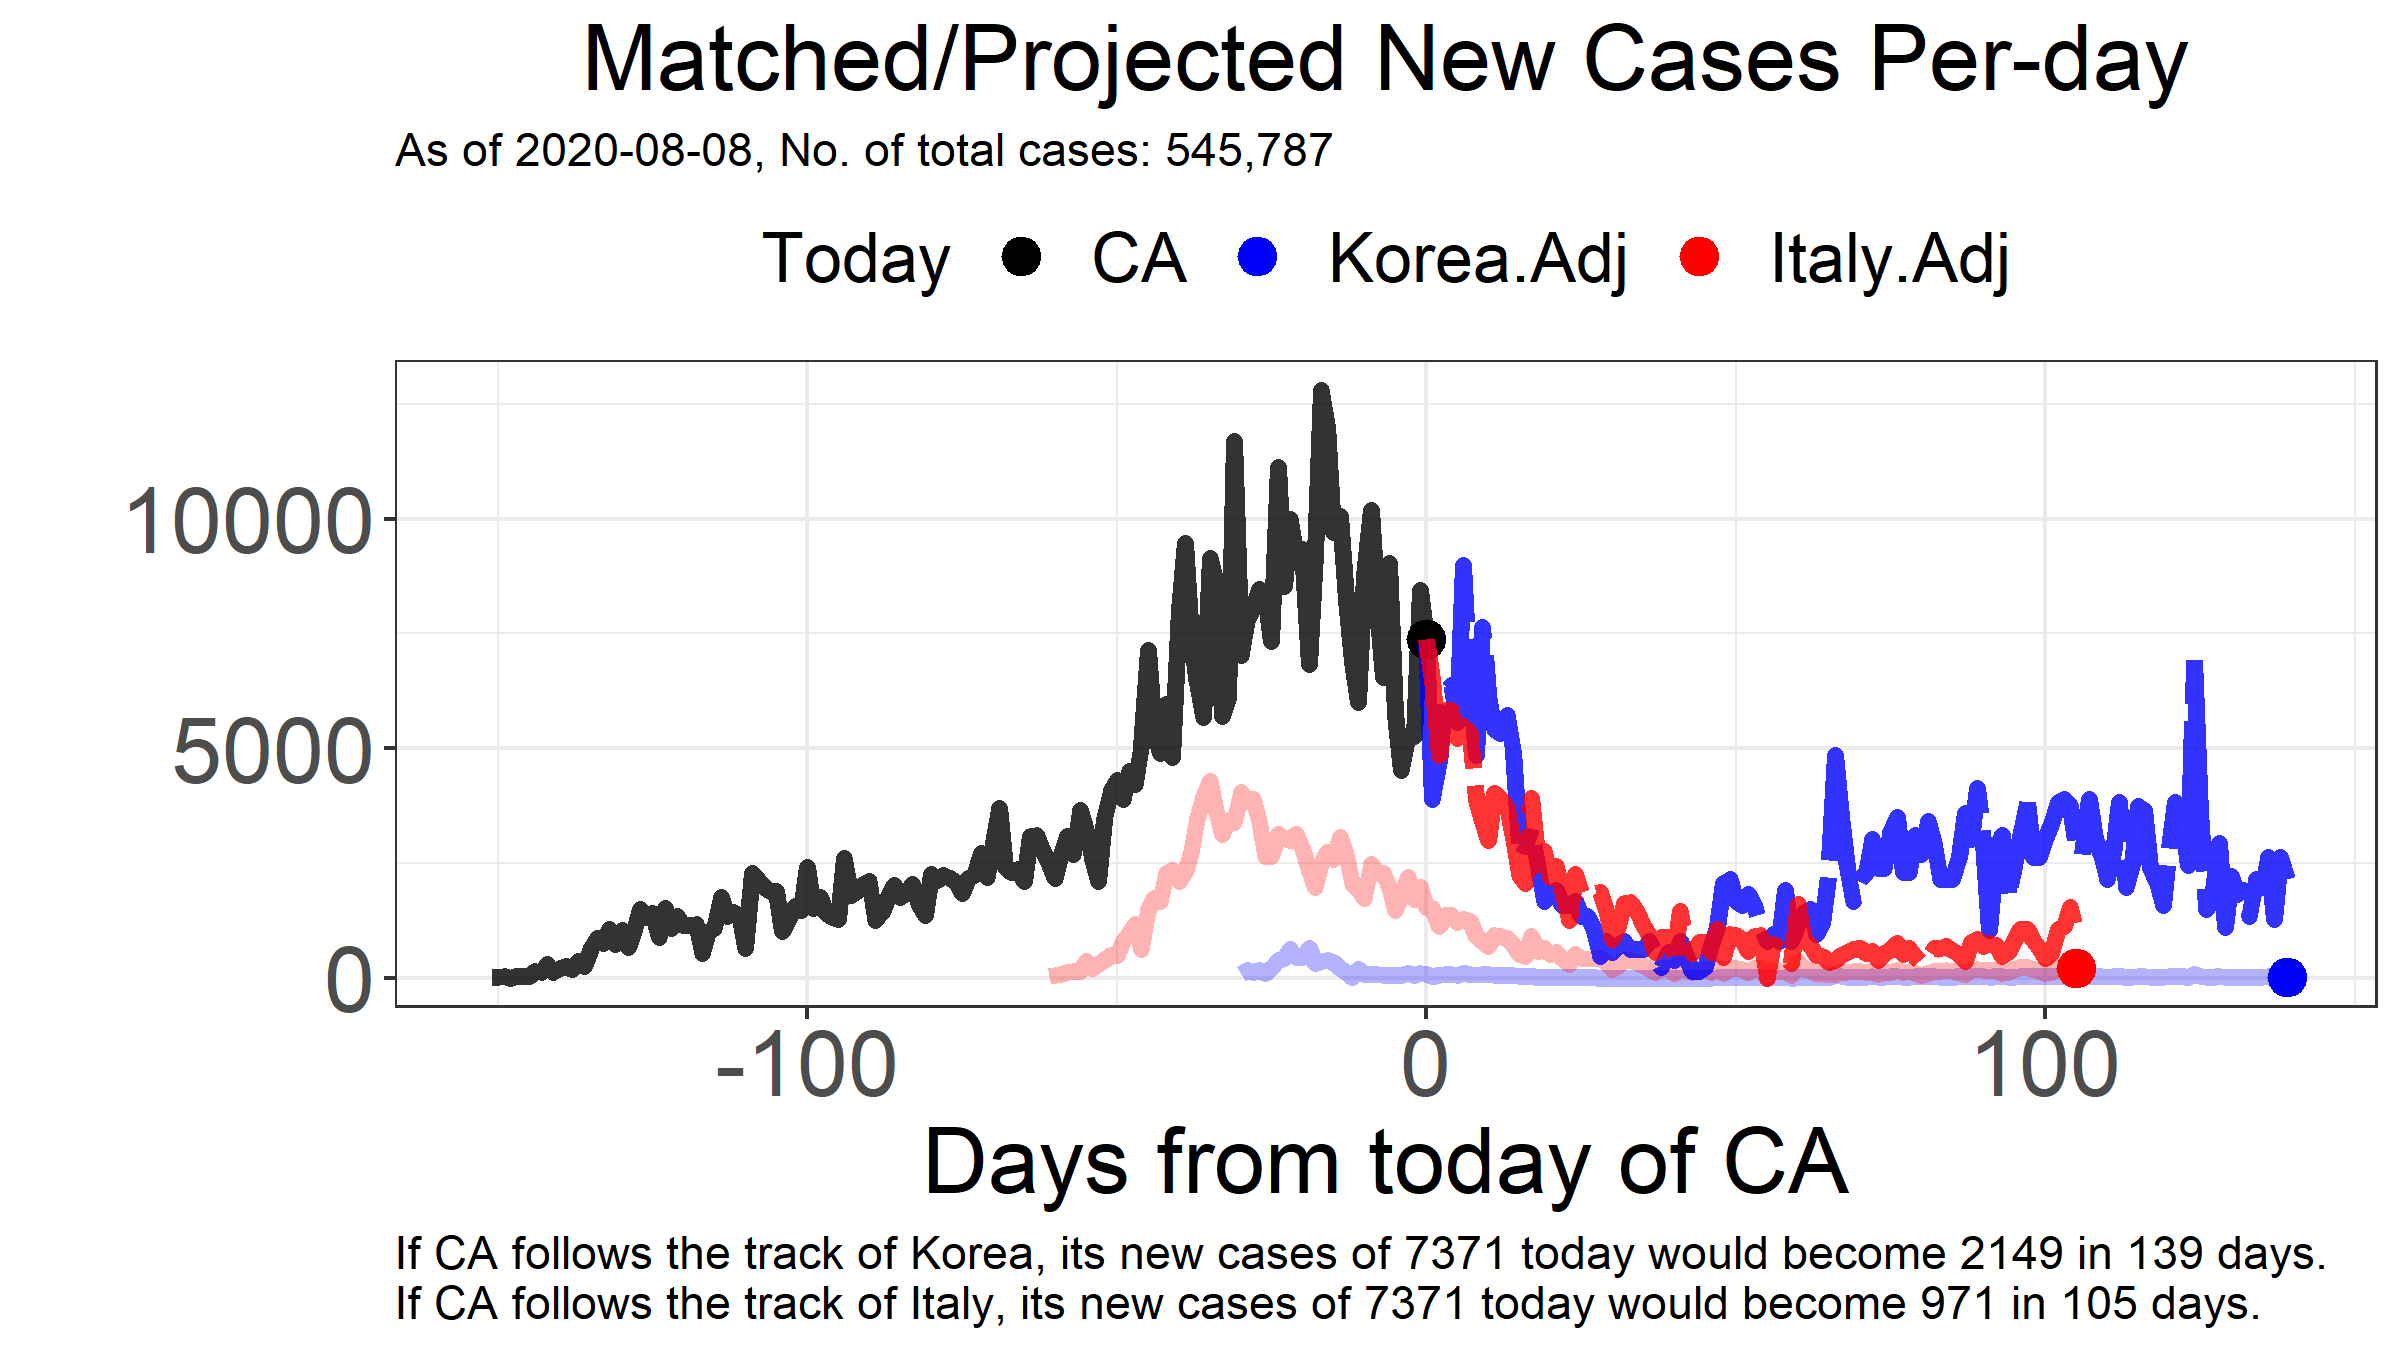 Matched/Projected New Cases Per-day
As of 2020-08-08, No. of total cases: 545,787
Today CA Korea.Adj Italy.Adj
10000
5000
0
-100 0 100
Days from today of CA
If CA follows the track of Korea, its new cases of 7371 today would become 2149 in 139 days.
If CA follows the track of Italy, its new cases of 7371 today would become 971 in 105 days.